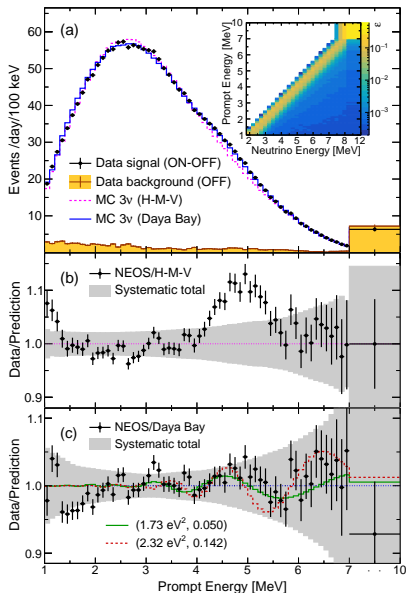 (a)
60
50
40
30
20
10
Events /day/100 keV
Data signal (ON-OFF)
Data background (OFF)
MC 3ν (H-M-V)
MC 3ν (Daya Bay)
Prompt Energy [MeV]
10
9
8
7
6
5
4
3
2
1
2 3 4 5 6 7 8 12
Neutrino Energy [MeV]
ε
10⁻¹
10⁻²
10⁻³
(b)
NEOS/H-M-V
Systematic total
Data/Prediction
1.1
1.0
0.9
(c)
NEOS/Daya Bay
Systematic total
Data/Prediction
1.1
1.0
0.9
(1.73 eV², 0.050)
(2.32 eV², 0.142)
1 2 3 4 5 6 7 10
Prompt Energy [MeV]